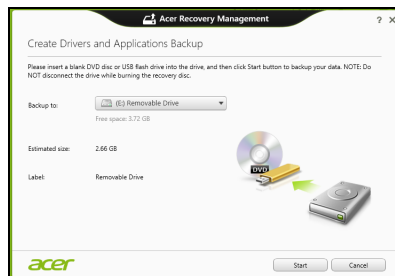 Acer Recovery Management
? X
Create Drivers and Applications Backup
Please insert a blank DVD disc or USB flash drive into the drive, and then click Start button to backup your data. NOTE: Do
NOT disconnect the drive while burning the recovery disc.
Backup to: (E:) Removable Drive
Free space: 3.72 GB
Estimated size: 2.66 GB
DVD
Label: Removable Drive
acer Start Cancel